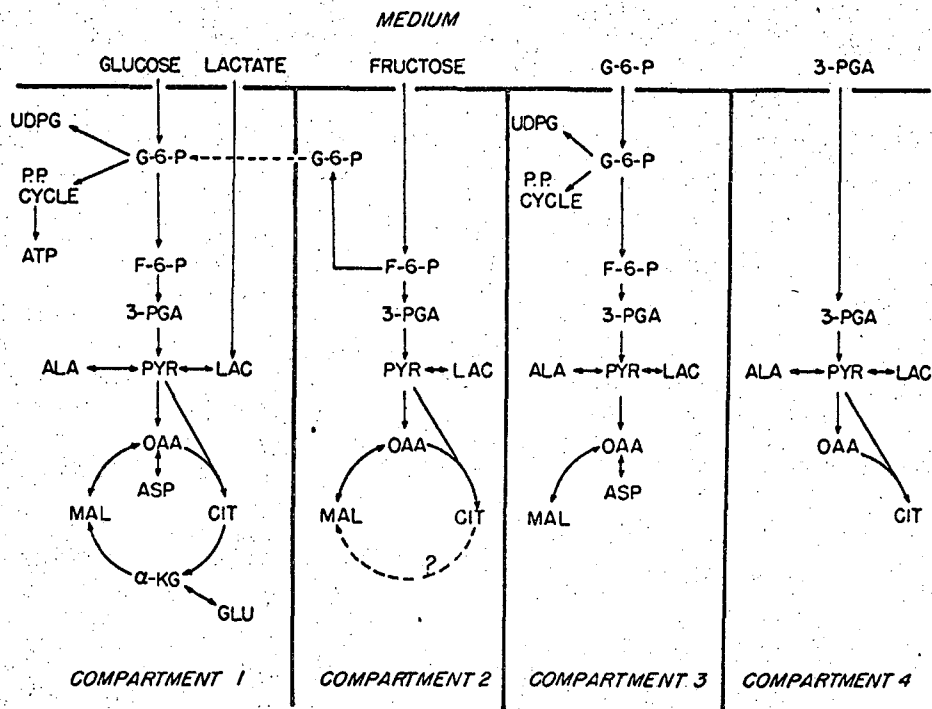 MEDIUM
GLUCOSE LACTATE FRUCTOSE G-6-P 3-PGA
UDPG
G-6-P
P.P.
CYCLE
ATP
F-6-P
3-PGA
ALA PYR LAC
OAA
ASP
MAL CIT
α-KG
GLU
COMPARTMENT 1
G-6-P
F-6-P
3-PGA
PYR LAC
OAA
MAL CIT
?
COMPARTMENT 2
UDPG
G-6-P
P.P.
CYCLE
F-6-P
3-PGA
ALA PYR LAC
OAA
ASP
MAL
COMPARTMENT 3
3-PGA
ALA PYR LAC
OAA
CIT
COMPARTMENT 4